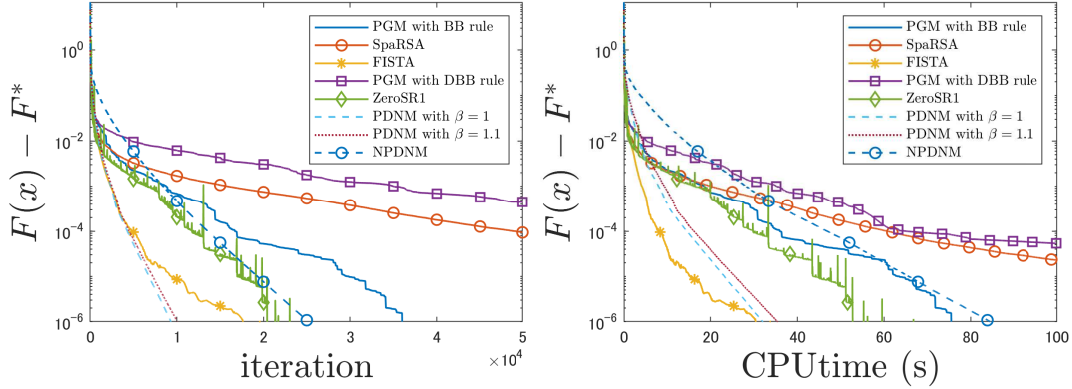 F(x) − F*
10^0
10^-2
10^-4
10^-6
0
1
2
3
4
5
×10^4
iteration
PGM with BB rule
SpaRSA
FISTA
PGM with DBB rule
ZeroSR1
PDNM with β = 1
PDNM with β = 1.1
NPDNM
F(x) − F*
10^0
10^-2
10^-4
10^-6
0
20
40
60
80
100
CPUtime (s)
PGM with BB rule
SpaRSA
FISTA
PGM with DBB rule
ZeroSR1
PDNM with β = 1
PDNM with β = 1.1
NPDNM